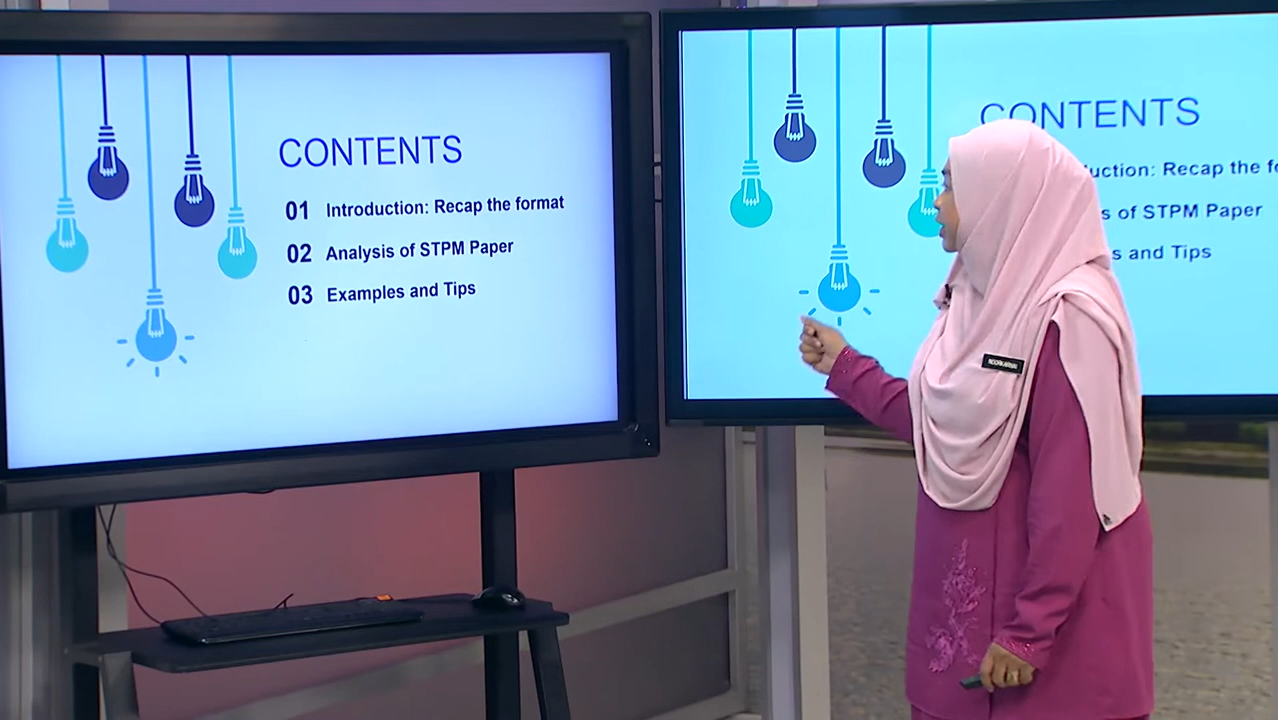 CONTENTS
01 Introduction: Recap the format
02 Analysis of STPM Paper
03 Examples and Tips
CONTENTS
uction: Recap the fo
s of STPM Paper
s and Tips